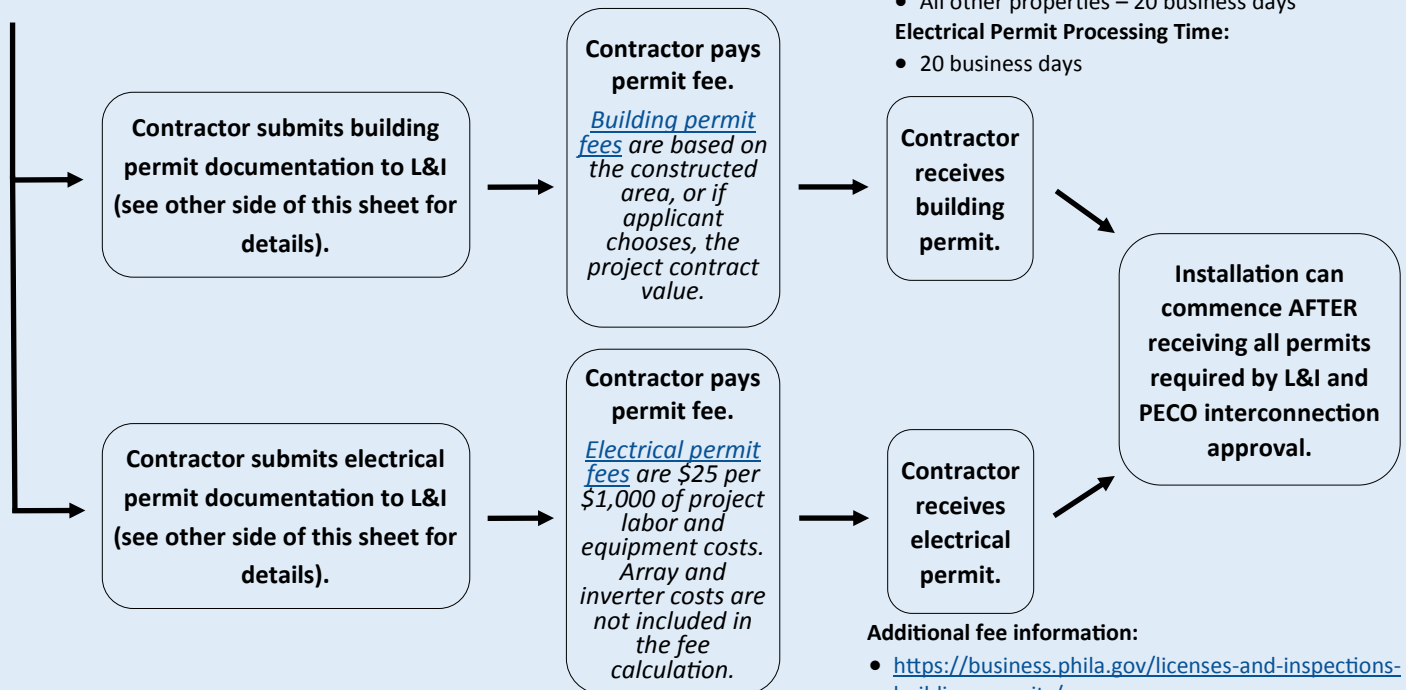 • All other properties – 20 business days
Electrical Permit Processing Time:
• 20 business days
Contractor submits building
permit documentation to L&I
(see other side of this sheet for
details).
Contractor pays
permit fee.
Building permit
fees are based on
the constructed
area, or if
applicant
chooses, the
project contract
value.
Contractor
receives
building
permit.
Installation can
commence AFTER
receiving all permits
required by L&I and
PECO interconnection
approval.
Contractor submits electrical
permit documentation to L&I
(see other side of this sheet for
details).
Contractor pays
permit fee.
Electrical permit
fees are $25 per
$1,000 of project
labor and
equipment costs.
Array and
inverter costs are
not included in
the fee
calculation.
Contractor
receives
electrical
permit.
Additional fee information:
• https://business.phila.gov/licenses-and-inspections-